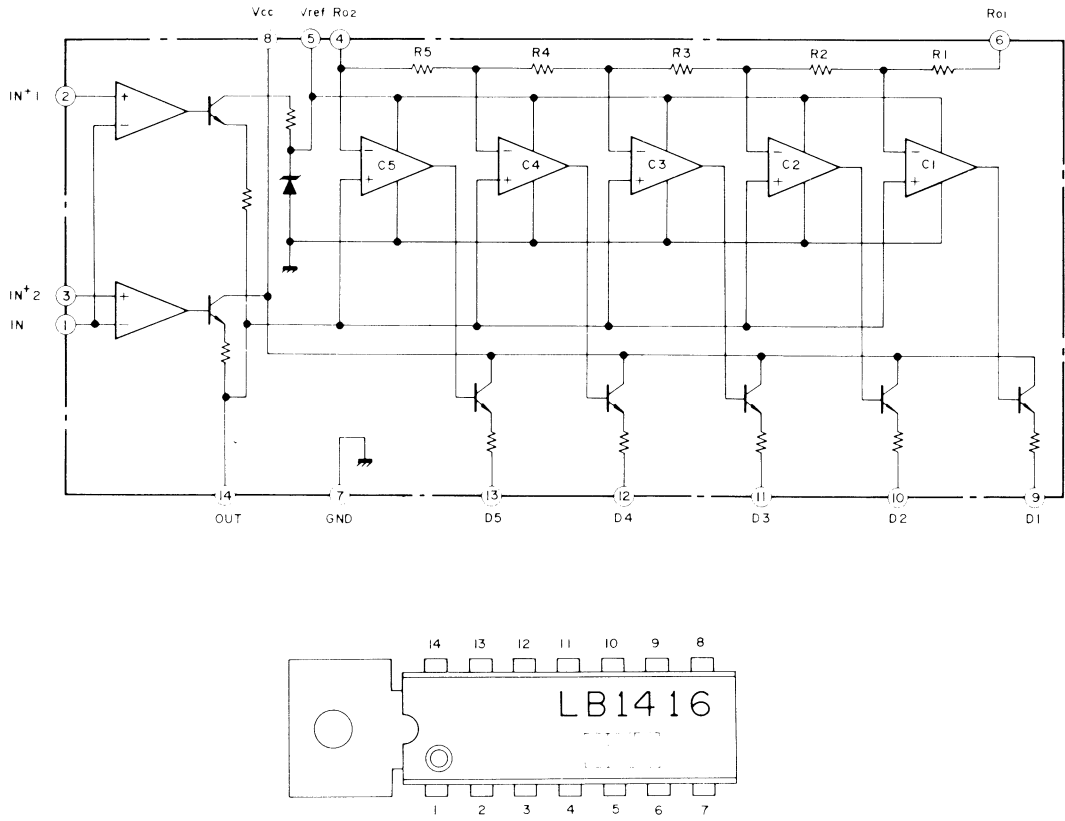 Vcc Vref Ro2 Ro1
8 5 4 6
R5 R4 R3 R2 R1
IN+1 2 +
−
− − − − −
C5 C4 C3 C2 C1
+ + + + +
IN+2 3 +
IN 1 −
14 7 13 12 11 10 9
OUT GND D5 D4 D3 D2 D1
14 13 12 11 10 9 8
LB1416
1 2 3 4 5 6 7